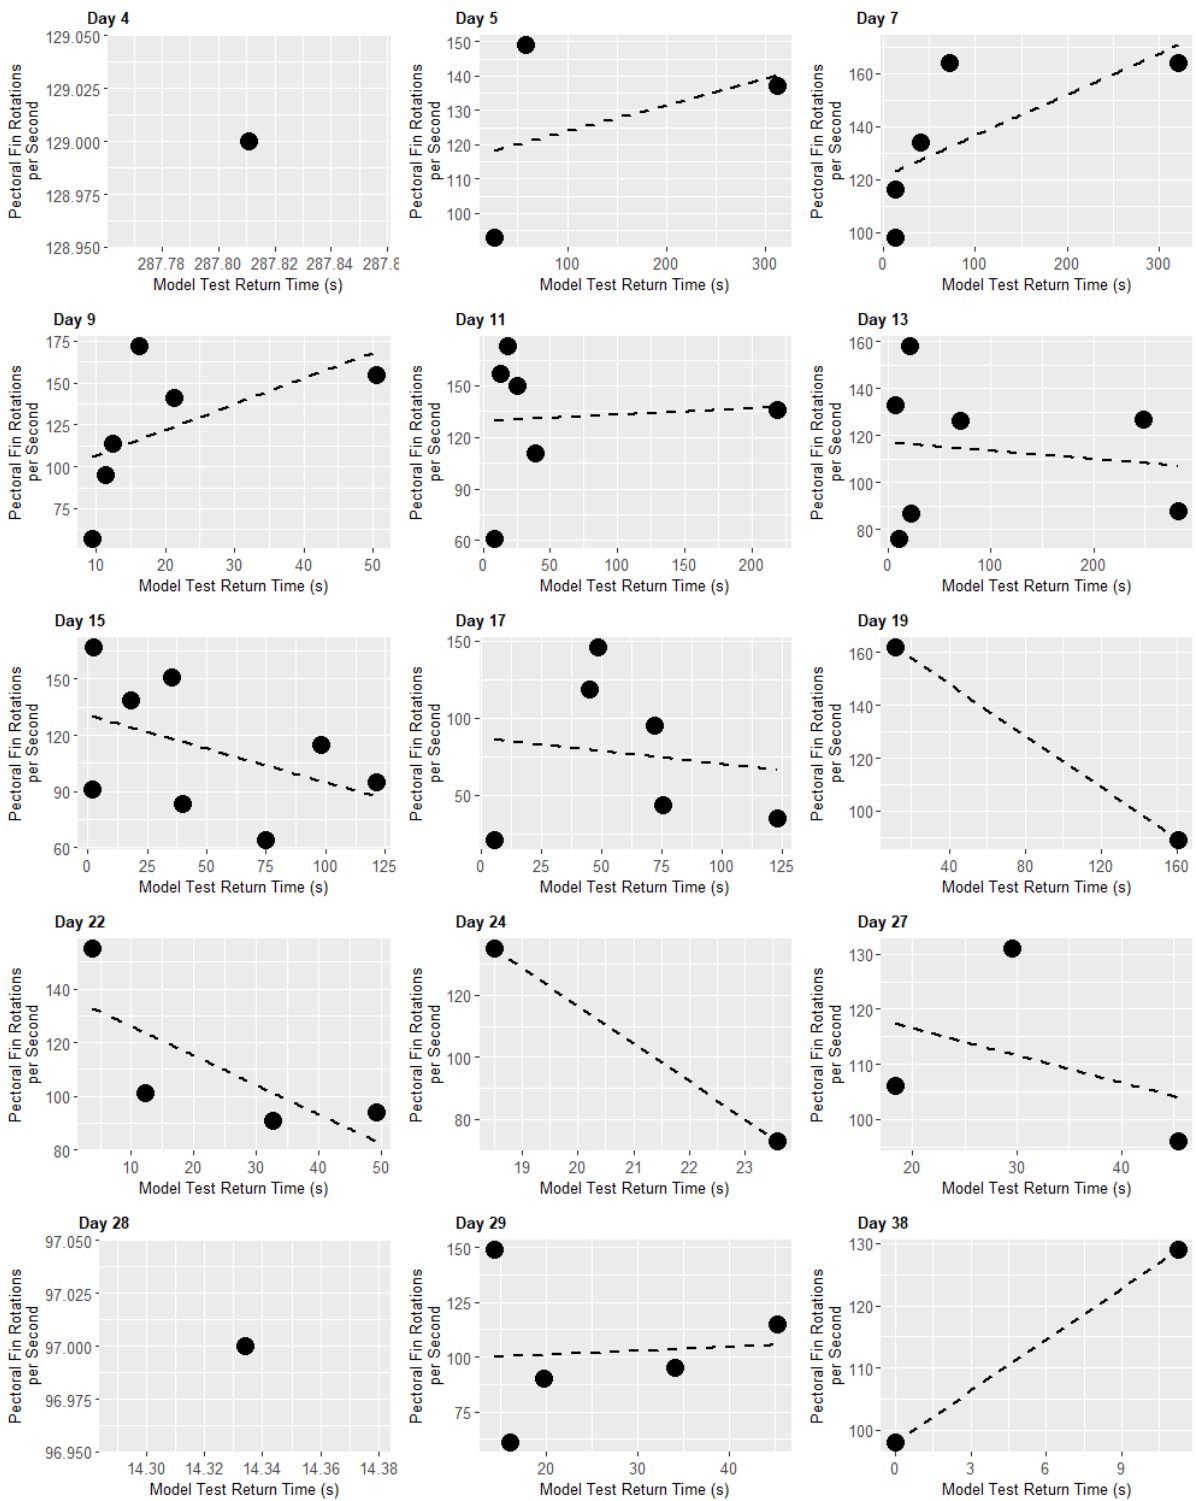 Day 4
Pectoral Fin Rotations
per Second
129.050
129.025
129.000
128.975
128.950
287.78 287.80 287.82 287.84 287.8
Model Test Return Time (s)
Day 5
Pectoral Fin Rotations
per Second
150
140
130
120
110
100
100 200 300
Model Test Return Time (s)
Day 7
Pectoral Fin Rotations
per Second
160
140
120
100
0 100 200 300
Model Test Return Time (s)
Day 9
Pectoral Fin Rotations
per Second
175
150
125
100
75
10 20 30 40 50
Model Test Return Time (s)
Day 11
Pectoral Fin Rotations
per Second
150
120
90
60
0 50 100 150 200
Model Test Return Time (s)
Day 13
Pectoral Fin Rotations
per Second
160
140
120
100
80
0 100 200
Model Test Return Time (s)
Day 15
Pectoral Fin Rotations
per Second
150
120
90
60
0 25 50 75 100 125
Model Test Return Time (s)
Day 17
Pectoral Fin Rotations
per Second
150
100
50
0 25 50 75 100 125
Model Test Return Time (s)
Day 19
Pectoral Fin Rotations
per Second
160
140
120
100
40 80 120 160
Model Test Return Time (s)
Day 22
Pectoral Fin Rotations
per Second
140
120
100
80
10 20 30 40 50
Model Test Return Time (s)
Day 24
Pectoral Fin Rotations
per Second
120
100
80
19 20 21 22 23
Model Test Return Time (s)
Day 27
Pectoral Fin Rotations
per Second
130
120
110
100
20 30 40
Model Test Return Time (s)
Day 28
Pectoral Fin Rotations
per Second
97.050
97.025
97.000
96.975
96.950
14.30 14.32 14.34 14.36 14.38
Model Test Return Time (s)
Day 29
Pectoral Fin Rotations
per Second
150
125
100
75
20 30 40
Model Test Return Time (s)
Day 38
Pectoral Fin Rotations
per Second
130
120
110
100
0 3 6 9
Model Test Return Time (s)